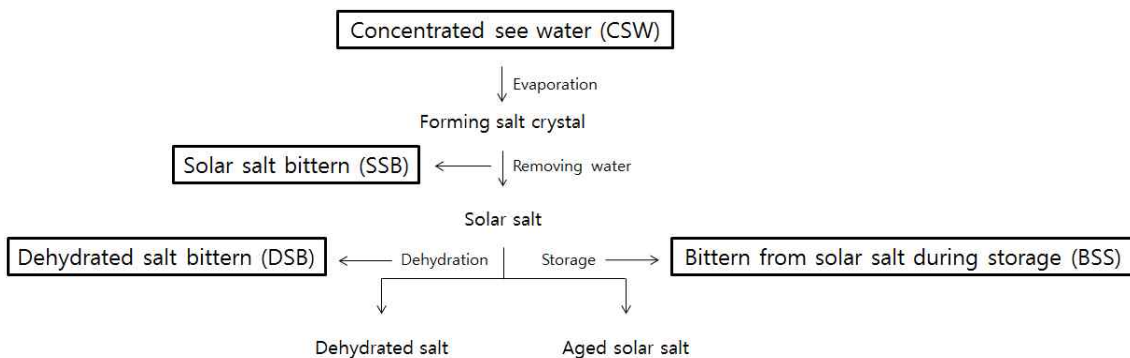 Concentrated see water (CSW)
Evaporation
Forming salt crystal
Solar salt bittern (SSB)
Removing water
Solar salt
Dehydrated salt bittern (DSB)
Dehydration
Storage
Bittern from solar salt during storage (BSS)
Dehydrated salt
Aged solar salt